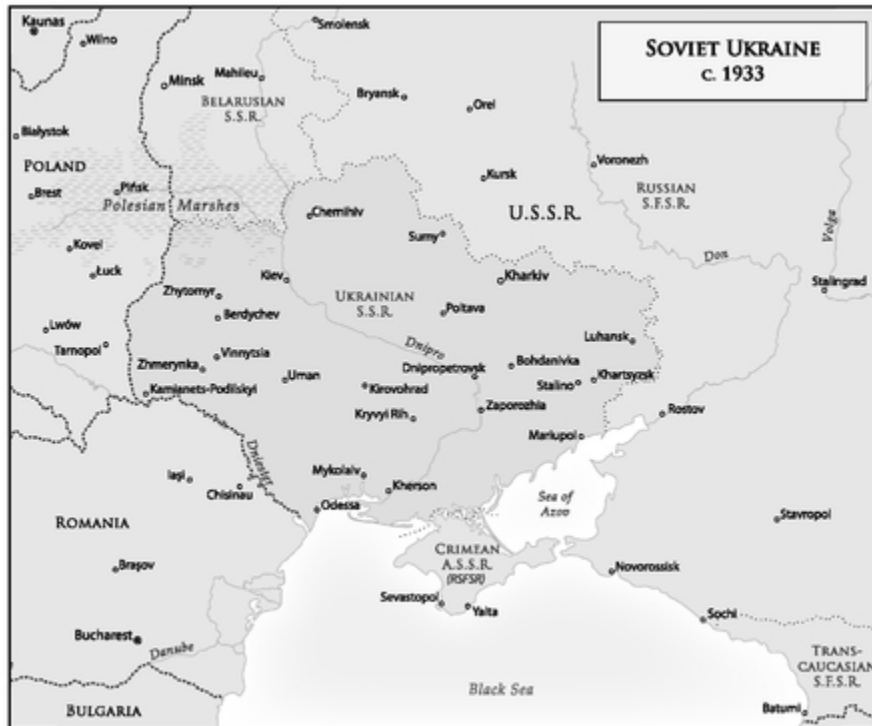 SOVIET UKRAINE
C. 1933
Kaunas
Wilno
Smolensk
Minsk
Mahileu
BELARUSIAN
S.S.R.
Bryansk
Orel
Białystok
POLAND
Voronezh
Kursk
RUSSIAN
S.F.S.R.
Brest
Pińsk
Polesian Marshes
Chernihiv
U.S.S.R.
Sumy
Volga
Don
Kovel
Łuck
Kiev
Kharkiv
Stalingrad
Zhytomyr
UKRAINIAN
S.S.R.
Berdychev
Poltava
Lwów
Tarnopol
Dnipro
Luhansk
Zhmerynka
Vinnytsia
Uman
Dnipropetrovsk
Bohdanivka
Kamianets-Podilskyi
Kirovohrad
Stalino
Khartsyzsk
Kryvyi Rih
Zaporozhia
Rostov
Mariupol
Dniester
Iași
Chisinau
Mykolaiv
Kherson
Odessa
Sea of
Azov
ROMANIA
Stavropol
Brașov
CRIMEAN
A.S.S.R.
(RSFSR)
Novorossisk
Sevastopol
Yalta
Sochi
Bucharest
Danube
TRANS-
CAUCASIAN
S.F.S.R.
Black Sea
BULGARIA
Batumi